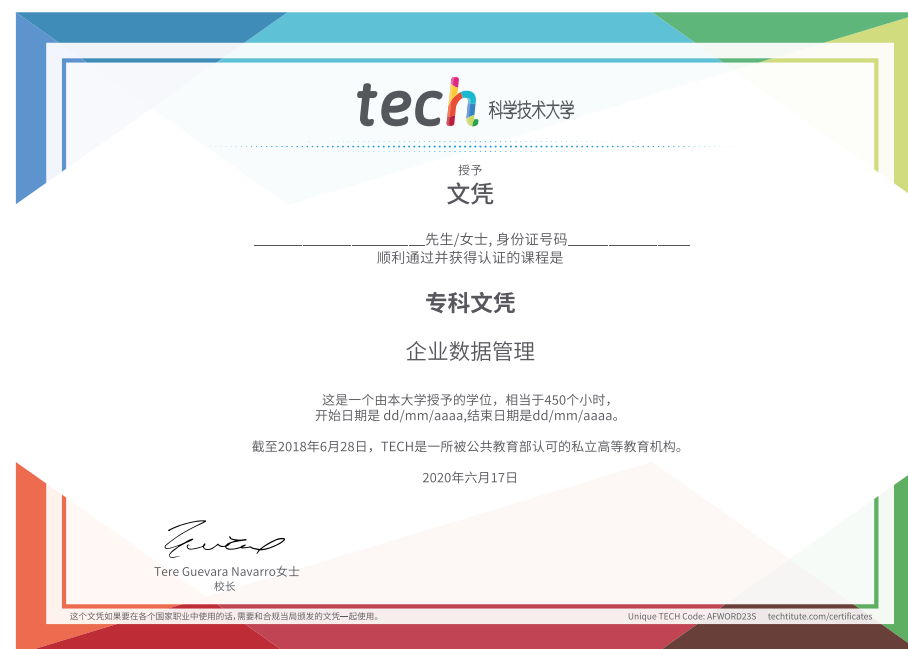 tech 科学技术大学
授予
文凭
________________________先生/女士, 身份证号码_________________
顺利通过并获得认证的课程是
专科文凭
企业数据管理
这是一个由本大学授予的学位，相当于450个小时，
开始日期是 dd/mm/aaaa,结束日期是dd/mm/aaaa。
截至2018年6月28日，TECH是一所被公共教育部认可的私立高等教育机构。
2020年六月17日
Tere Guevara Navarro女士
校长
这个文凭如果要在各个国家职业中使用的话,需要和合规当局颁发的文凭一起使用。
Unique TECH Code: AFWORD23S techtitute.com/certificates